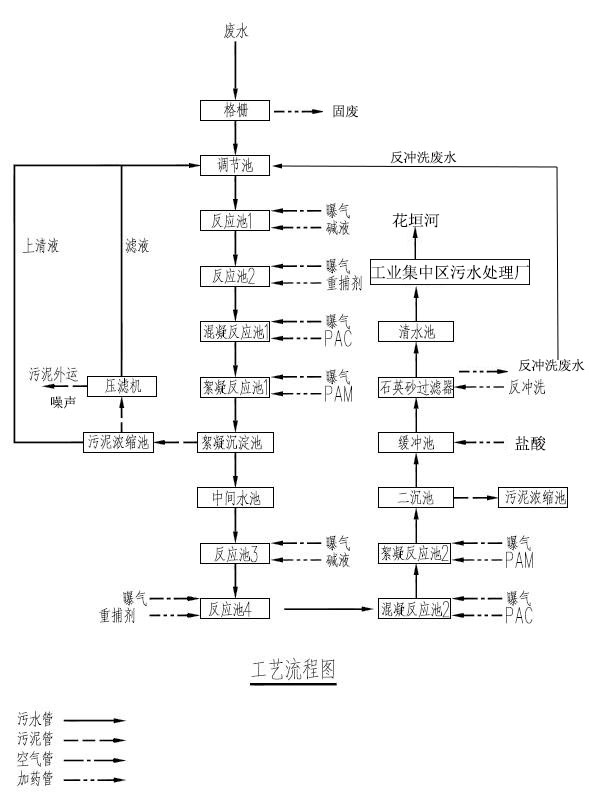 废水
格栅
固废
调节池
反冲洗废水
反应池1
曝气
碱液
花垣河
上清液
滤液
反应池2
曝气
重捕剂
工业集中区污水处理厂
混凝反应池1
曝气
PAC
清水池
污泥外运
噪声
压滤机
絮凝反应池1
曝气
PAM
石英砂过滤器
反冲洗废水
反冲洗
污泥浓缩池
絮凝沉淀池
缓冲池
盐酸
中间水池
二沉池
污泥浓缩池
反应池3
曝气
碱液
絮凝反应池2
曝气
PAM
曝气
重捕剂
反应池4
混凝反应池2
曝气
PAC
工艺流程图
污水管
污泥管
空气管
加药管